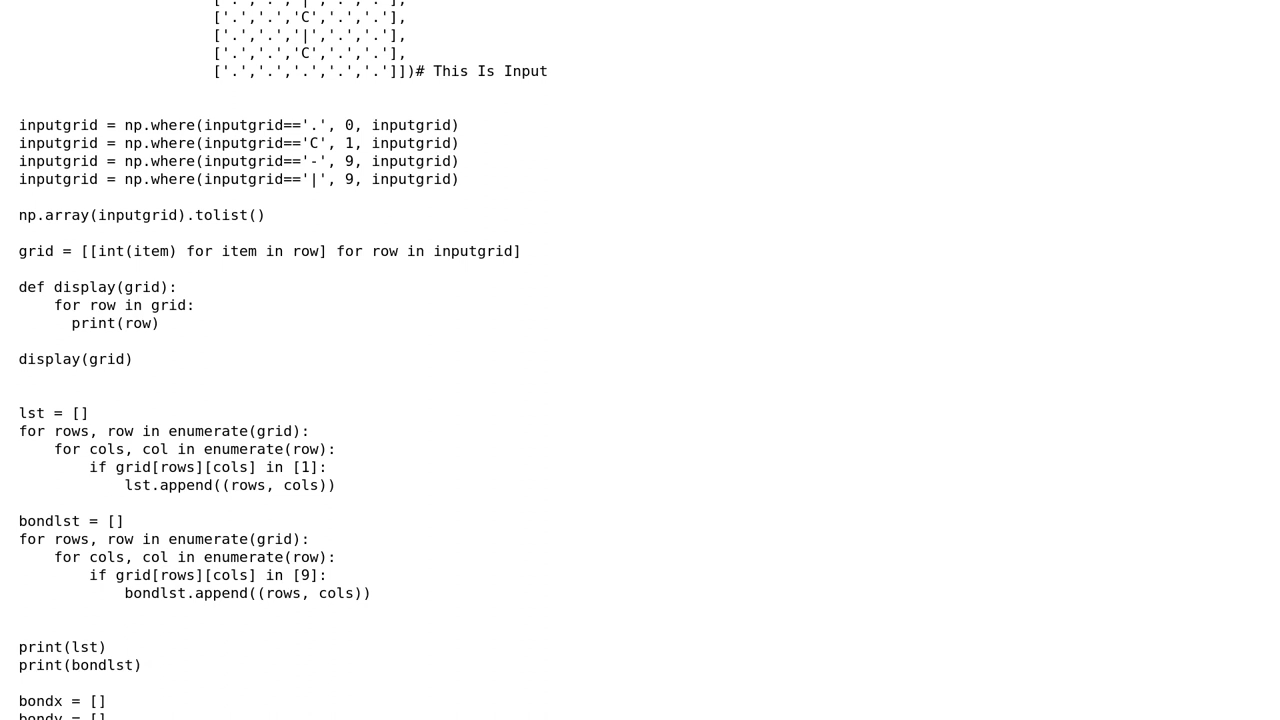 ['.','.','|','.','.'],
['.','.','C','.','.'],
['.','.','|','.','.'],
['.','.','C','.','.'],
['.','.','.','.','.']])# This Is Input
inputgrid = np.where(inputgrid=='.', 0, inputgrid)
inputgrid = np.where(inputgrid=='C', 1, inputgrid)
inputgrid = np.where(inputgrid=='-', 9, inputgrid)
inputgrid = np.where(inputgrid=='|', 9, inputgrid)
np.array(inputgrid).tolist()
grid = [[int(item) for item in row] for row in inputgrid]
def display(grid):
    for row in grid:
      print(row)
display(grid)
lst = []
for rows, row in enumerate(grid):
    for cols, col in enumerate(row):
        if grid[rows][cols] in [1]:
            lst.append((rows, cols))
bondlst = []
for rows, row in enumerate(grid):
    for cols, col in enumerate(row):
        if grid[rows][cols] in [9]:
            bondlst.append((rows, cols))
print(lst)
print(bondlst)
bondx = []
bondy = []